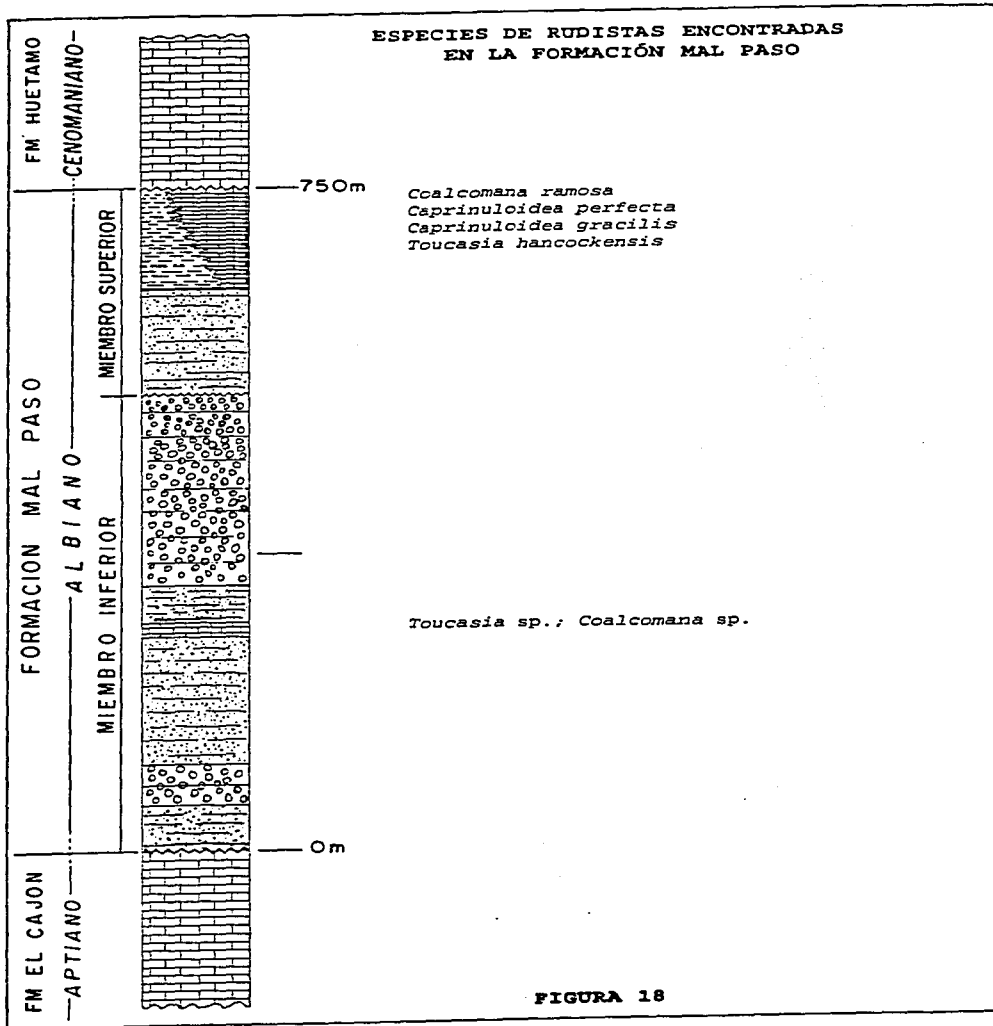 ESPECIES DE RUDISTAS ENCONTRADAS
EN LA FORMACIÓN MAL PASO
FM HUETAMO
CENOMANIANO
750m
Coalcomana ramosa
Caprinuloidea perfecta
Caprinuloidea gracilis
Toucasia hancockensis
MIEMBRO SUPERIOR
FORMACION MAL PASO
ALBIANO
MIEMBRO INFERIOR
Toucasia sp.; Coalcomana sp.
0m
FM EL CAJON
APTIANO
FIGURA 18